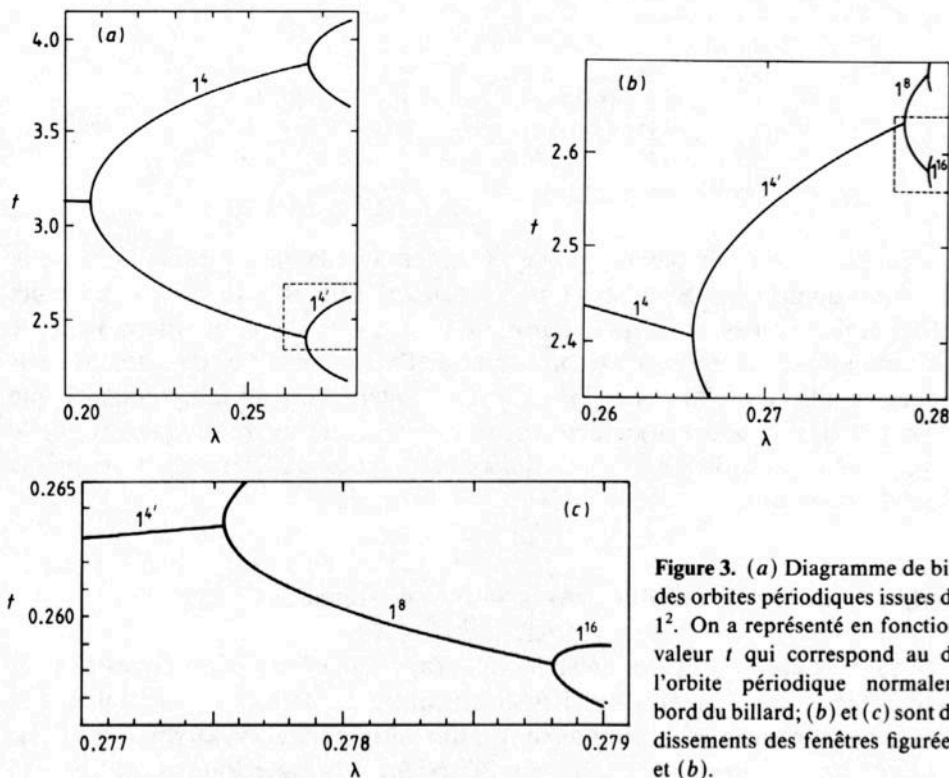 (a)
4.0
3.5
t
3.0
2.5
1⁴
1⁴′
0.20
0.25
λ
(b)
1⁸
2.6
1¹⁶
1⁴′
t
2.5
1⁴
2.4
0.26
0.27
0.28
λ
0.265
1⁴′
(c)
t
1⁸
0.260
1¹⁶
0.277
0.278
0.279
λ
Figure 3. (a) Diagramme de bi
des orbites périodiques issues d
1². On a représenté en fonctio
valeur t qui correspond au d
l'orbite périodique normaler
bord du billard; (b) et (c) sont d
dissements des fenêtres figurée
et (b).